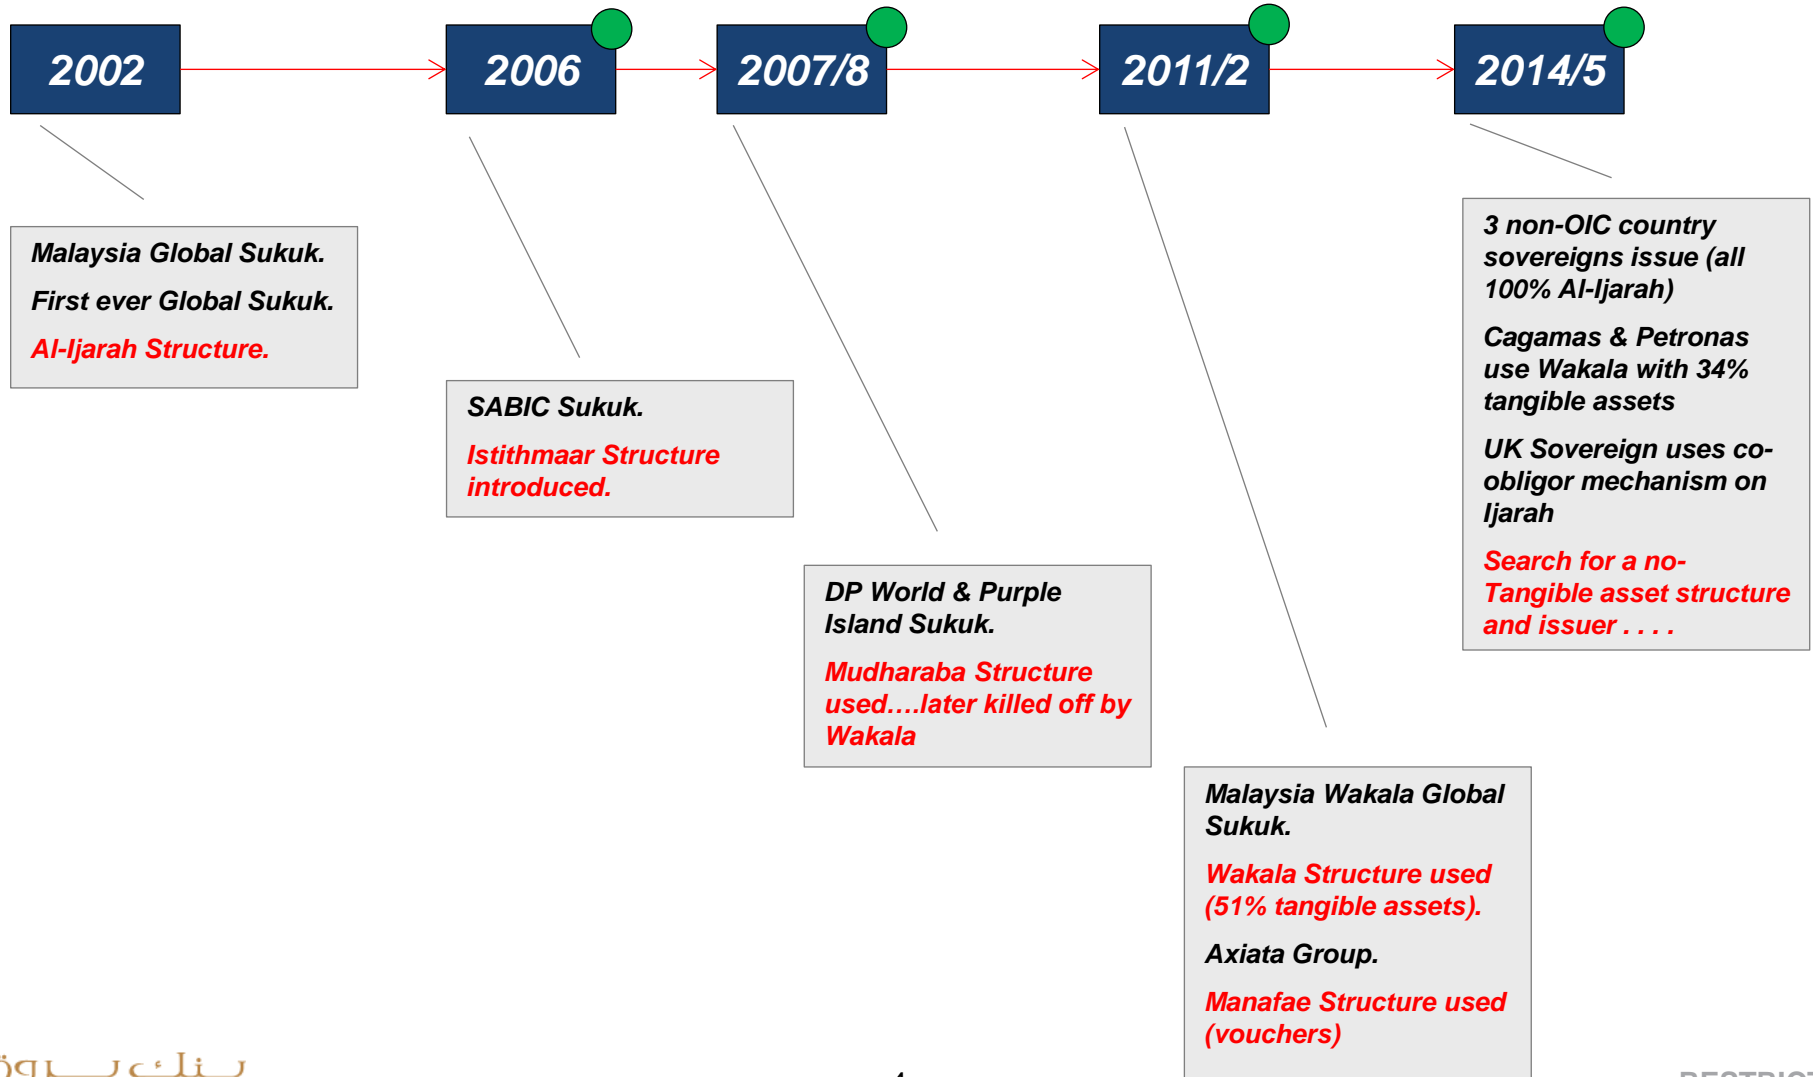 2002
2006
2007/8
2011/2
2014/5
Malaysia Global Sukuk.
First ever Global Sukuk.
Al-Ijarah Structure.
SABIC Sukuk.
Istithmaar Structure
introduced.
DP World & Purple
Island Sukuk.
Mudharaba Structure
used….later killed off by
Wakala
Malaysia Wakala Global
Sukuk.
Wakala Structure used
(51% tangible assets).
Axiata Group.
Manafae Structure used
(vouchers)
3 non-OIC country
sovereigns issue (all
100% Al-Ijarah)
Cagamas & Petronas
use Wakala with 34%
tangible assets
UK Sovereign uses co-
obligor mechanism on
Ijarah
Search for a no-
Tangible asset structure
and issuer . . . .